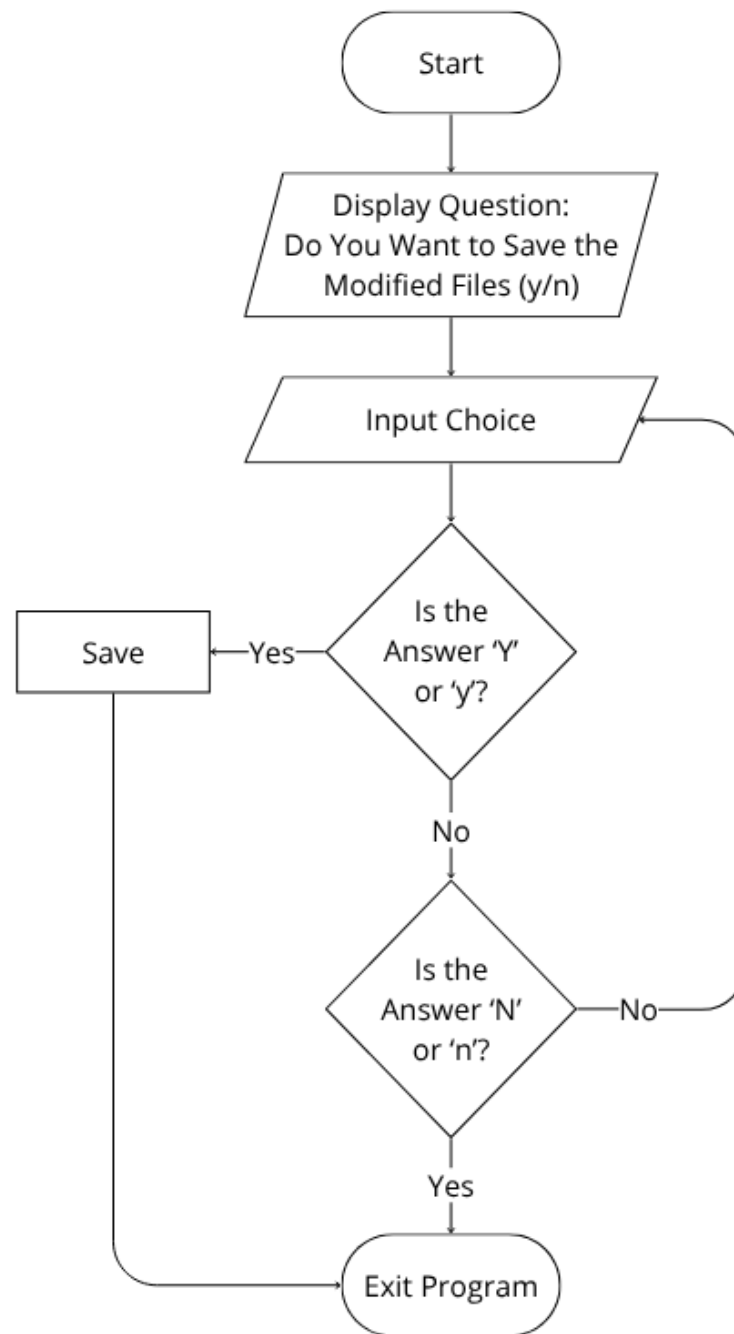 Start
Display Question:
Do You Want to Save the
Modified Files (y/n)
Input Choice
Is the
Answer ‘Y’
or ‘y’?
Yes
Save
No
Is the
Answer ‘N’
or ‘n’?
No
Yes
Exit Program